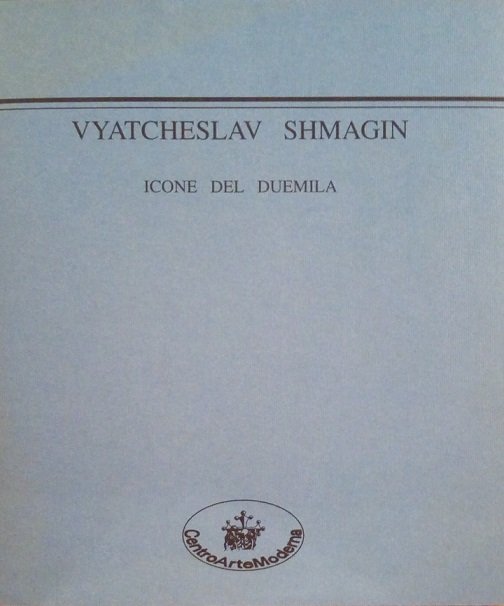 VYATCHESLAV SHMAGIN
ICONE DEL DUEMILA
CentroArteModerna